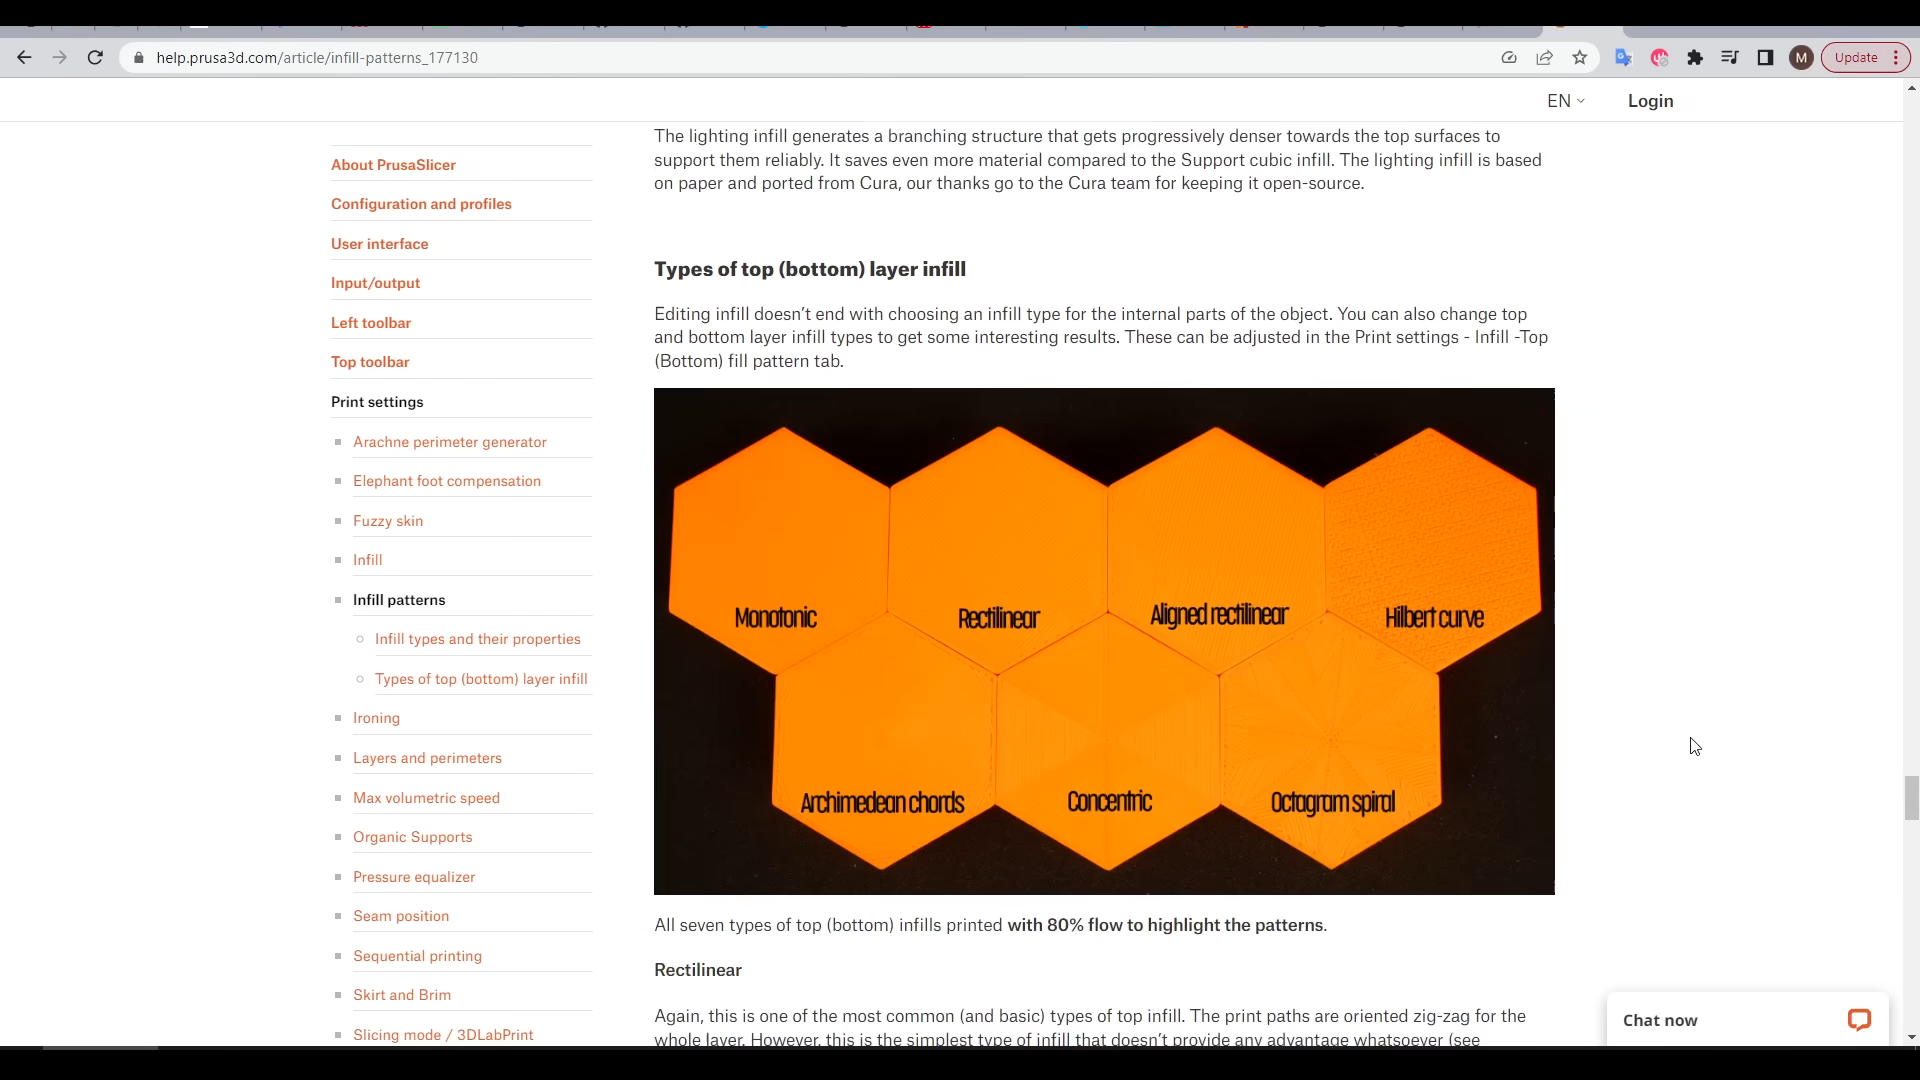 help.prusa3d.com/article/infill-patterns_177130
M
Update
EN
Login
About PrusaSlicer
Configuration and profiles
User interface
Input/output
Left toolbar
Top toolbar
Print settings
Arachne perimeter generator
Elephant foot compensation
Fuzzy skin
Infill
Infill patterns
Infill types and their properties
Types of top (bottom) layer infill
Ironing
Layers and perimeters
Max volumetric speed
Organic Supports
Pressure equalizer
Seam position
Sequential printing
Skirt and Brim
Slicing mode / 3DLabPrint
The lighting infill generates a branching structure that gets progressively denser towards the top surfaces to
support them reliably. It saves even more material compared to the Support cubic infill. The lighting infill is based
on paper and ported from Cura, our thanks go to the Cura team for keeping it open-source.
Types of top (bottom) layer infill
Editing infill doesn't end with choosing an infill type for the internal parts of the object. You can also change top
and bottom layer infill types to get some interesting results. These can be adjusted in the Print settings - Infill -Top
(Bottom) fill pattern tab.
Monotonic
Rectilinear
Aligned rectilinear
Hilbert curve
Archimedean chords
Concentric
Octagram spiral
All seven types of top (bottom) infills printed with 80% flow to highlight the patterns.
Rectilinear
Again, this is one of the most common (and basic) types of top infill. The print paths are oriented zig-zag for the
whole layer. However, this is the simplest type of infill that doesn't provide any advantage whatsoever (see
Chat now